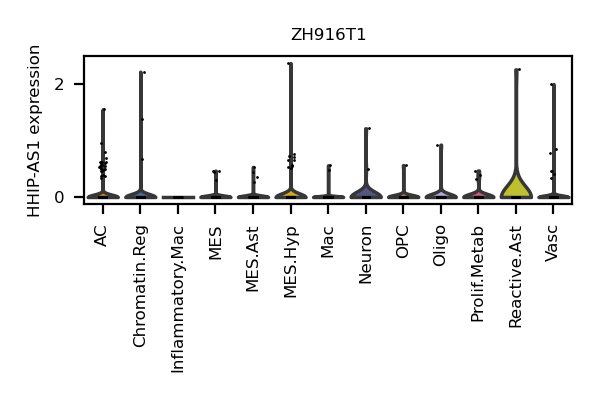 ZH916T1
HHIP-AS1 expression
2
0
AC
Chromatin.Reg
Inflammatory.Mac
MES
MES.Ast
MES.Hyp
Mac
Neuron
OPC
Oligo
Prolif.Metab
Reactive.Ast
Vasc